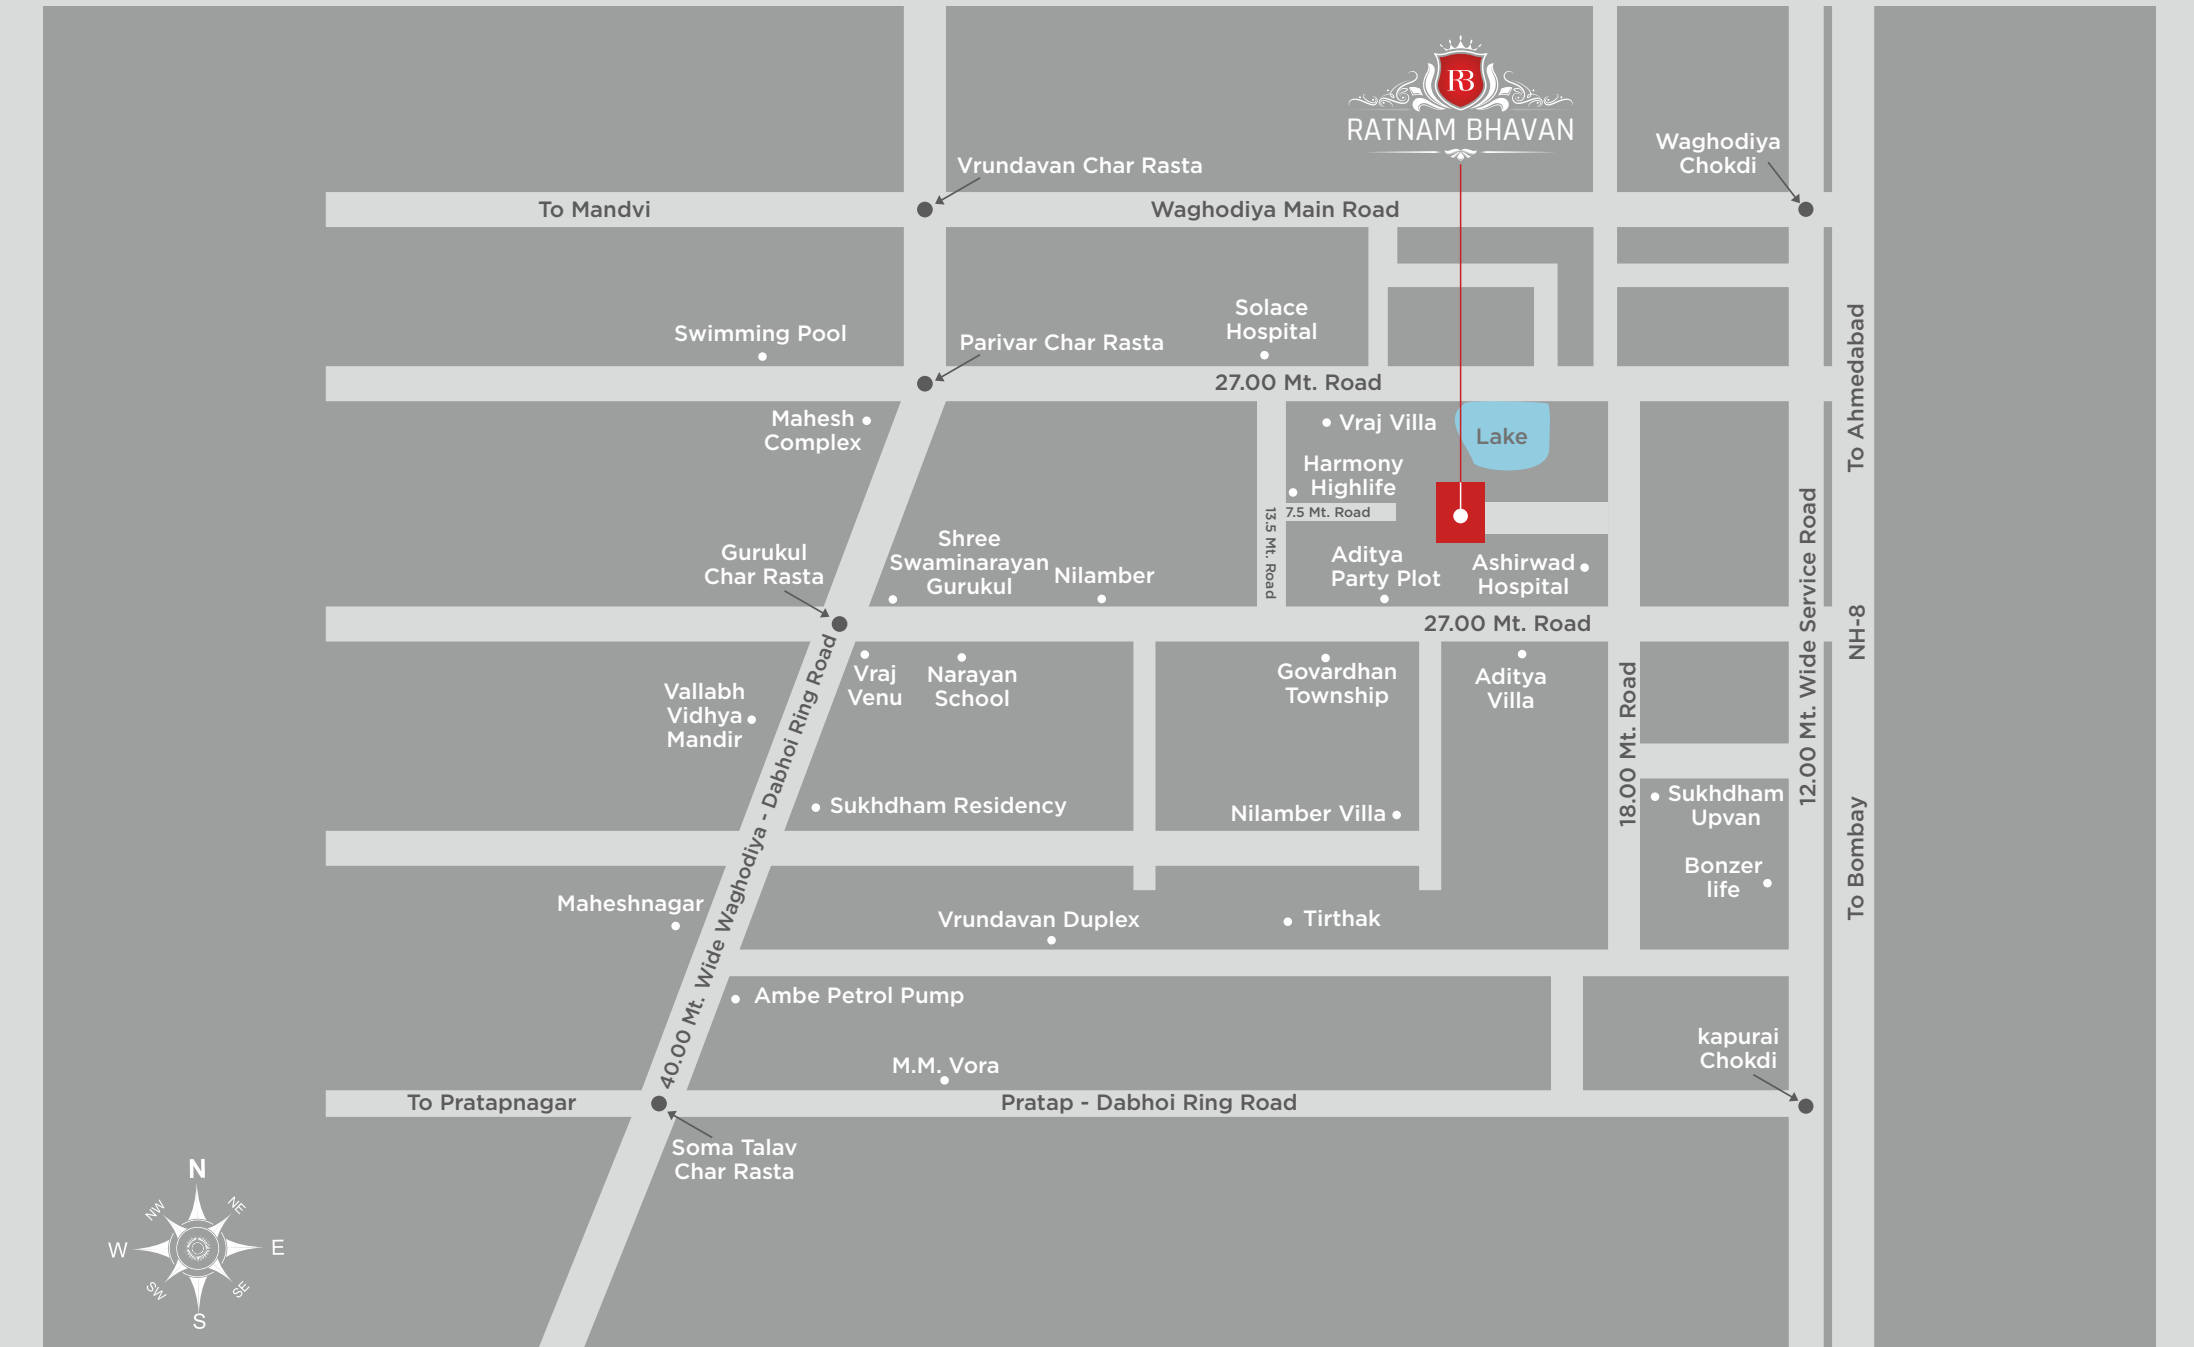 RB
RATNAM BHAVAN
Waghodiya
Chokdi
Vrundavan Char Rasta
To Mandvi
Waghodiya Main Road
Solace
Hospital
Swimming Pool
Parivar Char Rasta
27.00 Mt. Road
To Ahmedabad
Mahesh
Complex
Vraj Villa
Lake
Harmony
Highlife
7.5 Mt. Road
13.5 Mt. Road
Gurukul
Char Rasta
Shree
Swaminarayan
Gurukul
Nilamber
Aditya
Party Plot
Ashirwad
Hospital
27.00 Mt. Road
12.00 Mt. Wide Service Road
NH-8
Vraj
Venu
Narayan
School
Govardhan
Township
Aditya
Villa
Vallabh
Vidhya
Mandir
18.00 Mt. Road
40.00 Mt. Wide Waghodiya - Dabhoi Ring Road
Sukhdham Residency
Nilamber Villa
Sukhdham
Upvan
To Bombay
Bonzer
life
Maheshnagar
Vrundavan Duplex
Tirthak
Ambe Petrol Pump
kapurai
Chokdi
M.M. Vora
To Pratapnagar
Pratap - Dabhoi Ring Road
Soma Talav
Char Rasta
N
NW
NE
W
E
SW
SE
S